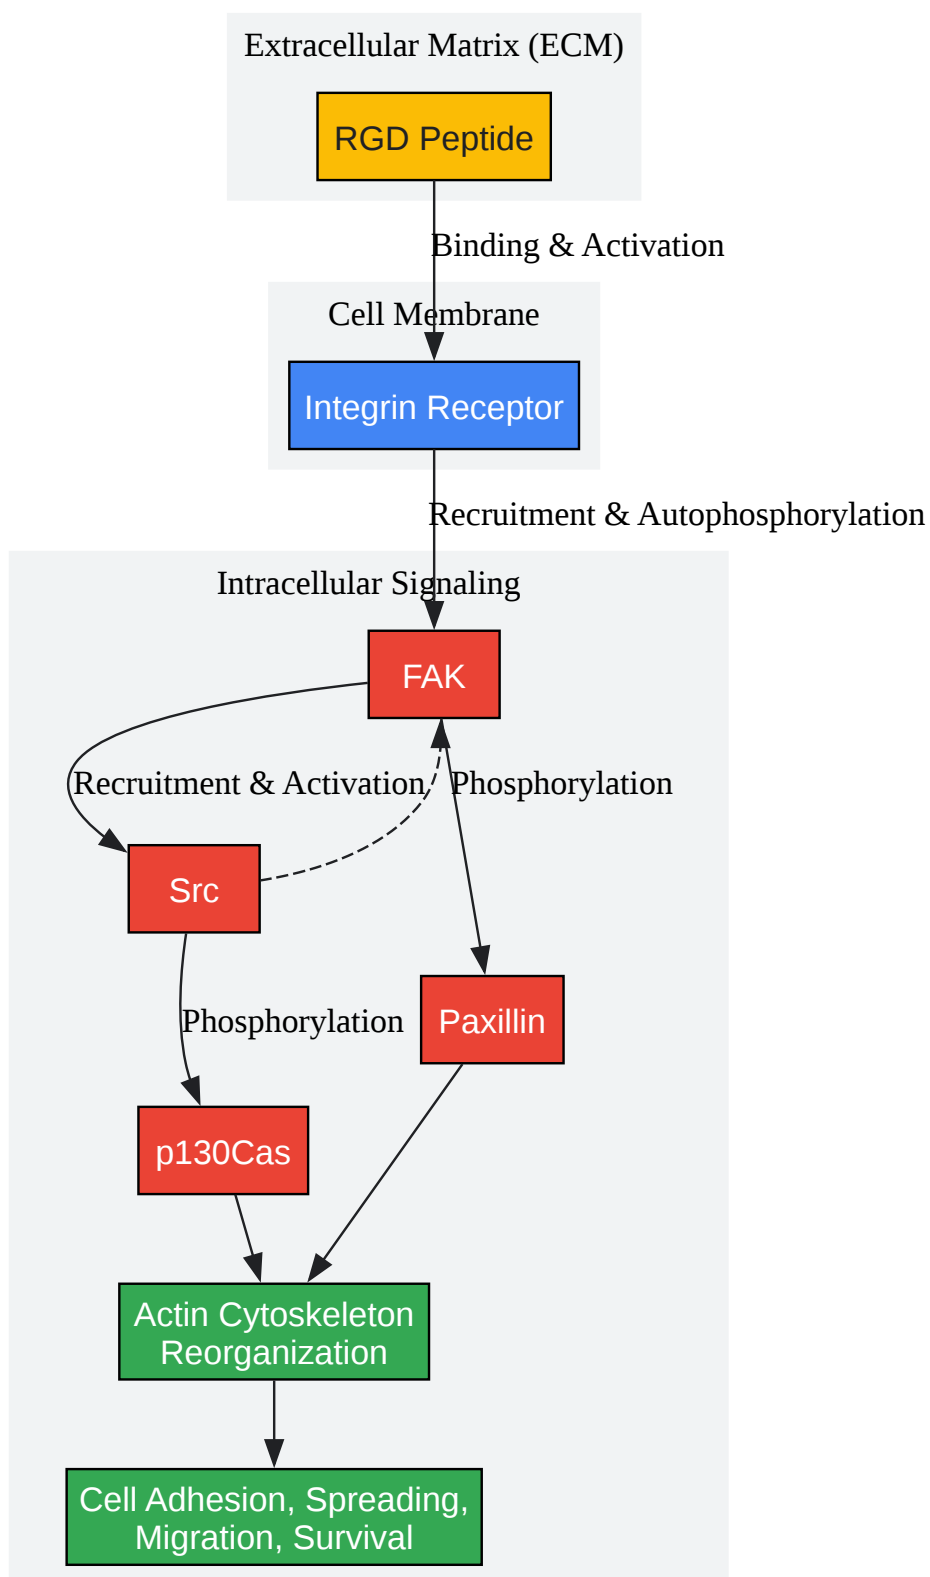 Extracellular Matrix (ECM)
RGD Peptide
Binding & Activation
Cell Membrane
Integrin Receptor
Recruitment & Autophosphorylation
Intracellular Signaling
FAK
Recruitment & Activation
Phosphorylation
Src
Paxillin
Phosphorylation
p130Cas
Actin Cytoskeleton
Reorganization
Cell Adhesion, Spreading,
Migration, Survival